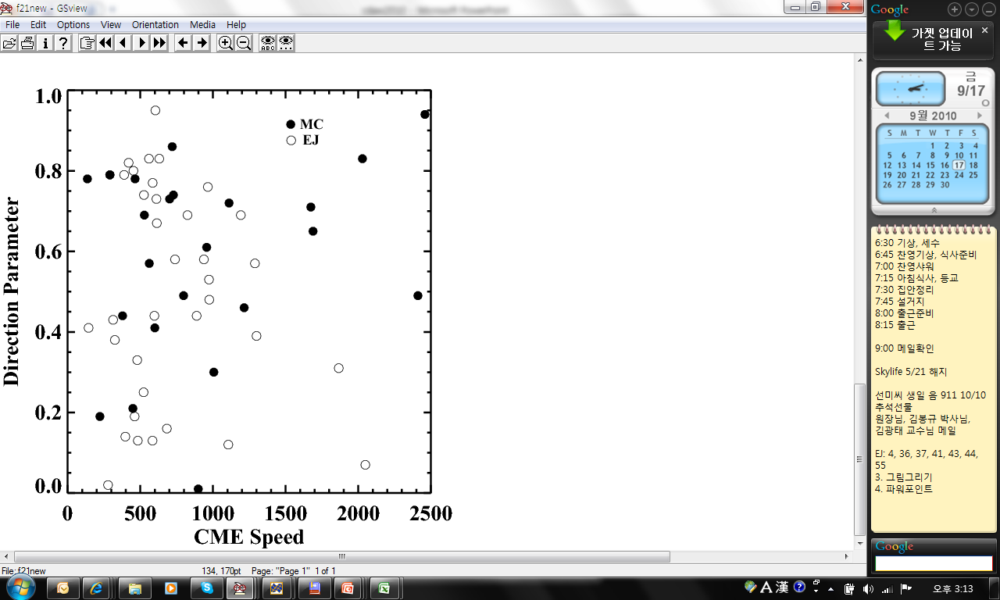 f21new - GSview
File Edit Options View Orientation Media Help
1.0
0.8
0.6
0.4
0.2
0.0
Direction Parameter
MC
EJ
0 500 1000 1500 2000 2500
CME Speed
File: f21new 134, 170pt Page: "Page 1" 1 of 1
Google
가젯 업데이
트 가능
금
9/17
9월 2010
S M T W T F S
1 2 3 4
5 6 7 8 9 10 11
12 13 14 15 16 17 18
19 20 21 22 23 24 25
26 27 28 29 30
6:30 기상, 세수
6:45 찬영기상, 식사준비
7:00 찬영샤워
7:15 아침식사, 등교
7:30 집안정리
7:45 설거지
8:00 출근준비
8:15 출근
9:00 메일확인
Skylife 5/21 해지
선미씨 생일 음 911 10/10
추석선물
원장님, 김봉규 박사님,
김광태 교수님 메일
EJ: 4, 36, 37, 41, 43, 44,
55
3. 그림그리기
4. 파워포인트
Google
A 漢
오후 3:13